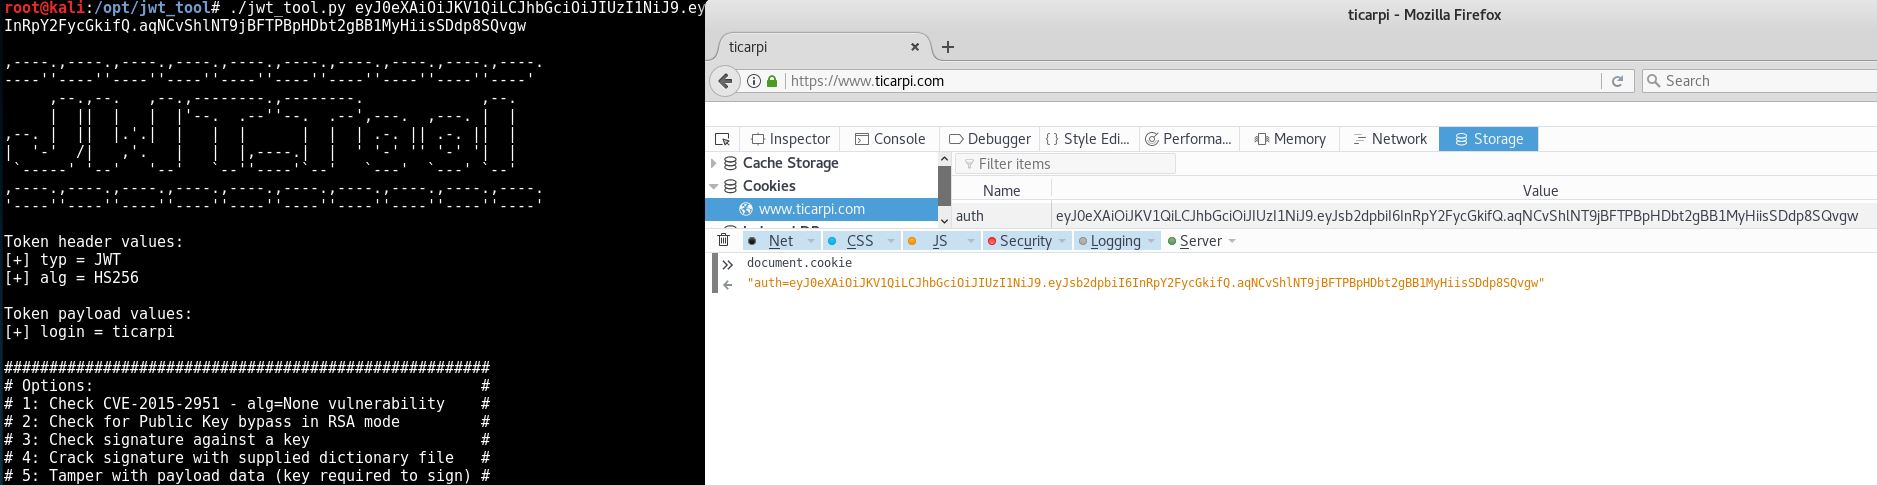 root@kali:/opt/jwt_tool# ./jwt_tool.py eyJ0eXAiOiJKV1QiLCJhbGciOiJIUzI1NiJ9.ey
InRpY2FycGkifQ.aqNCvShlNT9jBFTPBpHDbt2gBB1MyHiisSDdp8SQvgw
Token header values:
[+] typ = JWT
[+] alg = HS256
Token payload values:
[+] login = ticarpi
######################################################
# Options: #
# 1: Check CVE-2015-2951 - alg=None vulnerability #
# 2: Check for Public Key bypass in RSA mode #
# 3: Check signature against a key #
# 4: Crack signature with supplied dictionary file #
# 5: Tamper with payload data (key required to sign) #
ticarpi - Mozilla Firefox
ticarpi
https://www.ticarpi.com
Search
Inspector Console Debugger Style Edi... Performa... Memory Network Storage
Cache Storage
Filter items
Cookies
Name Value
www.ticarpi.com
auth eyJ0eXAiOiJKV1QiLCJhbGciOiJIUzI1NiJ9.eyJsb2dpbiI6InRpY2FycGkifQ.aqNCvShlNT9jBFTPBpHDbt2gBB1MyHiisSDdp8SQvgw
Net CSS JS Security Logging Server
document.cookie
"auth=eyJ0eXAiOiJKV1QiLCJhbGciOiJIUzI1NiJ9.eyJsb2dpbiI6InRpY2FycGkifQ.aqNCvShlNT9jBFTPBpHDbt2gBB1MyHiisSDdp8SQvgw"